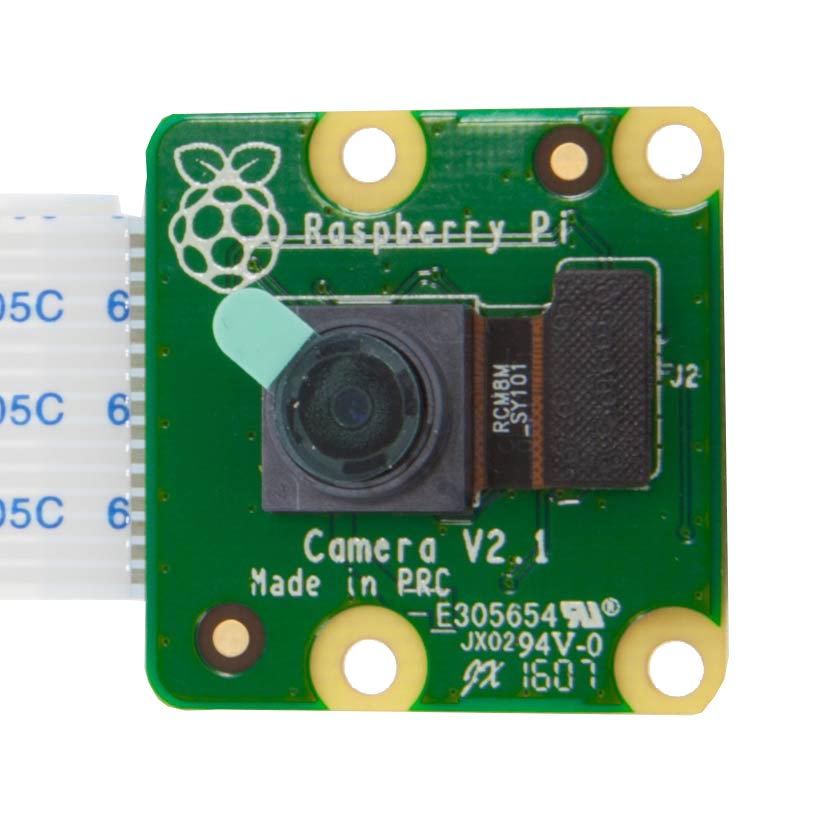 Raspberry Pi
05C 6
05C 6
05C 6
RCM8M
_SY101
J2
Camera V2.1
Made in PRC
E305654 ®
JX02 94V-0
JX 1607